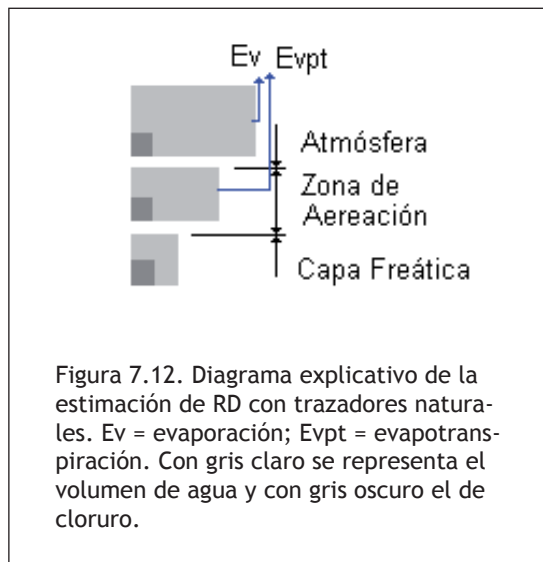 Ev Evpt
Atmósfera
Zona de
Aereación
Capa Freática
Figura 7.12. Diagrama explicativo de la
estimación de RD con trazadores natura-
les. Ev = evaporación; Evpt = evapotrans-
piración. Con gris claro se representa el
volumen de agua y con gris oscuro el de
cloruro.